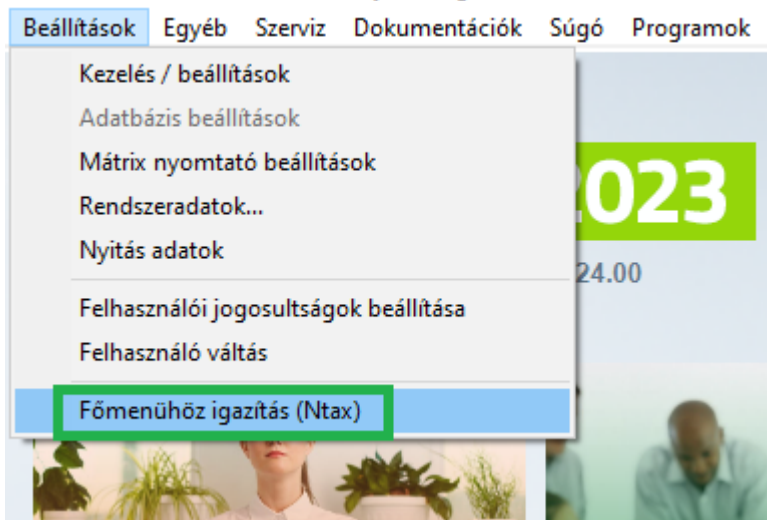 Beállítások Egyéb Szerviz Dokumentációk Súgó Programok
Kezelés / beállítások
Adatbázis beállítások
Mátrix nyomtató beállítások
Rendszeradatok...
Nyitás adatok
Felhasználói jogosultságok beállítása
Felhasználó váltás
Főmenühöz igazítás (Ntax)
023
24.00